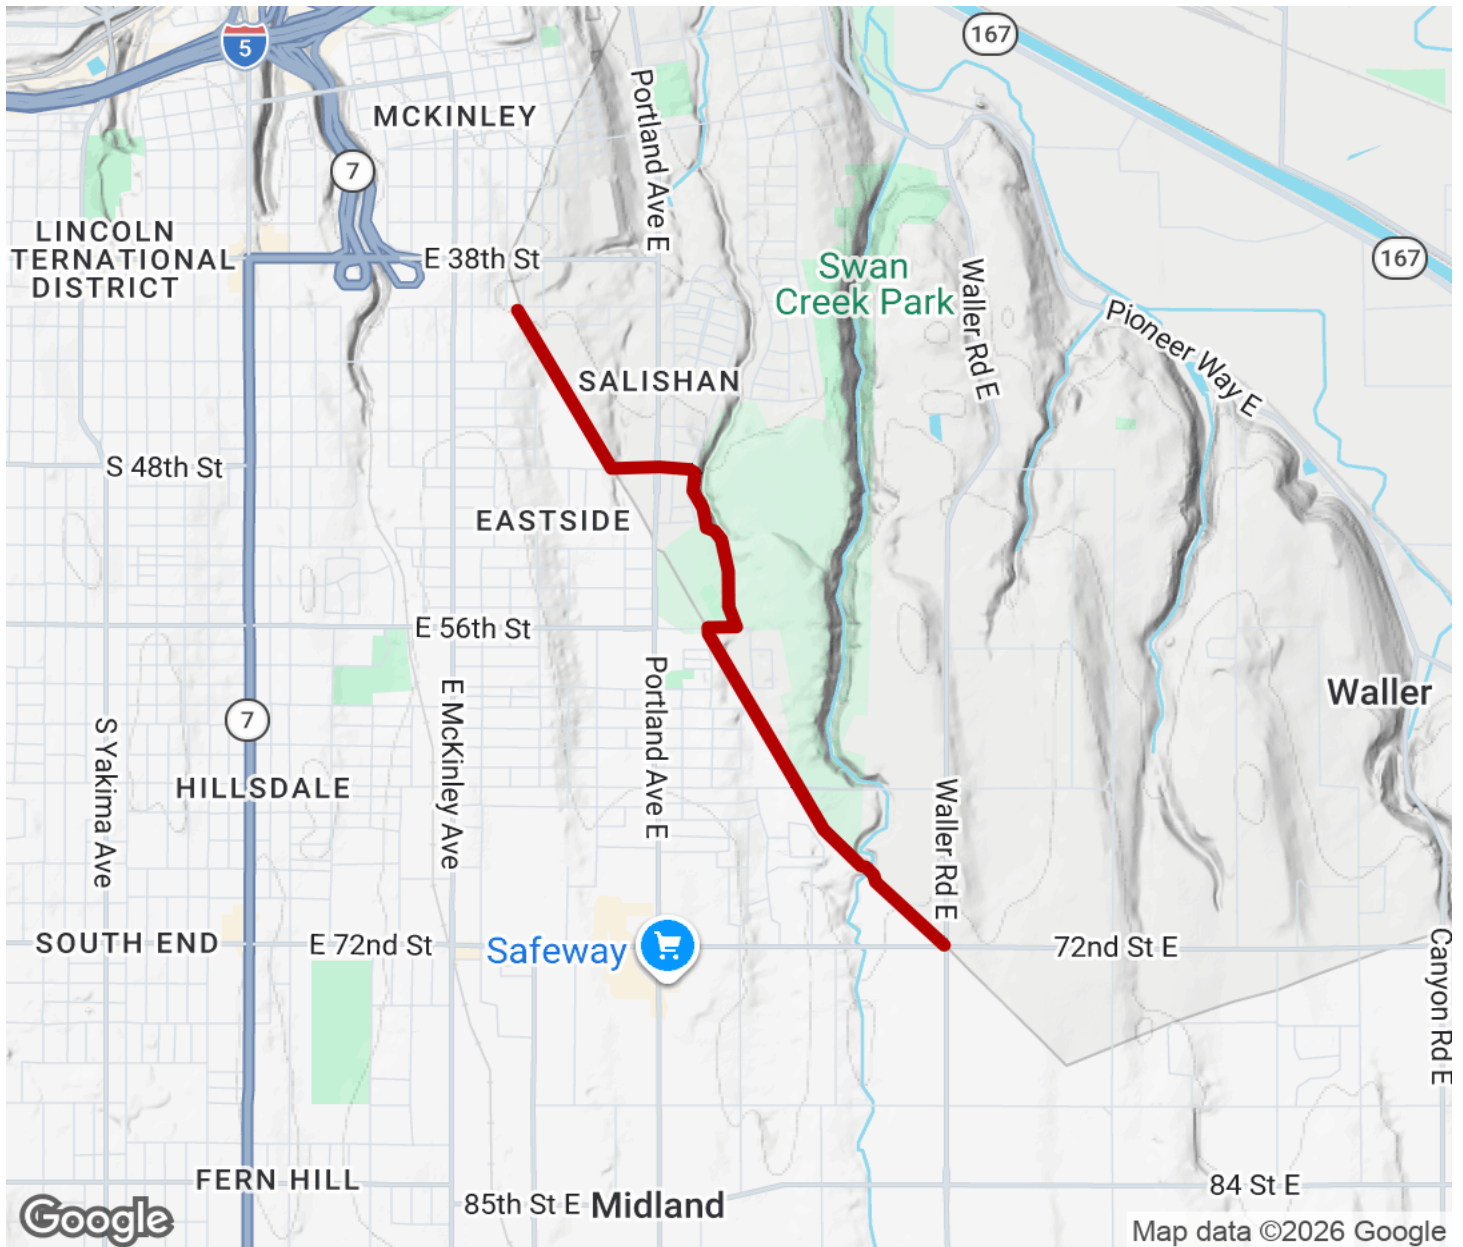 5
167
MCKINLEY
Portland Ave E
7
LINCOLN
TERNATIONAL
DISTRICT
E 38th St
Swan
Creek Park
Waller Rd E
167
Pioneer Way E
SALISHAN
S 48th St
EASTSIDE
E 56th St
S Yakima Ave
7
E McKinley Ave
Portland Ave E
Waller
HILLSDALE
Waller Rd E
SOUTH END
E 72nd St
Safeway
72nd St E
Canyon Rd E
FERN HILL
85th St E
Midland
84 St E
Google
Map data ©2026 Google